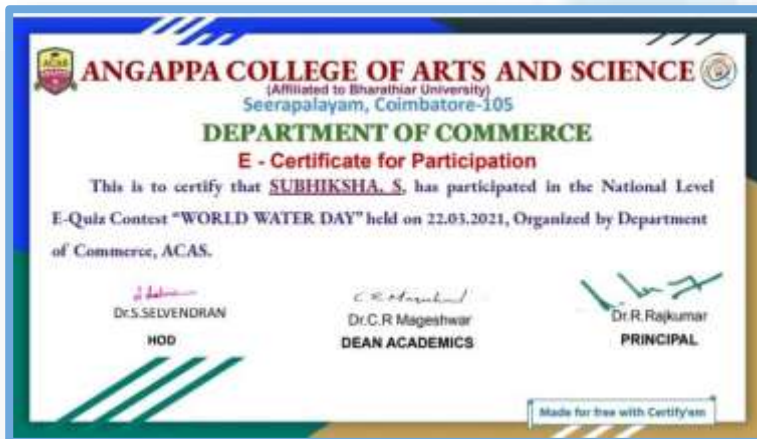 ACAS
ANGAPPA COLLEGE OF ARTS AND SCIENCE
(Affiliated to Bharathiar University)
Seerapalayam, Coimbatore-105
DEPARTMENT OF COMMERCE
E - Certificate for Participation
This is to certify that SUBHIKSHA. S, has participated in the National Level
E-Quiz Contest "WORLD WATER DAY" held on 22.03.2021, Organized by Department
of Commerce, ACAS.
Dr.S.SELVENDRAN
HOD
Dr.C.R Mageshwar
DEAN ACADEMICS
Dr.R.Rajkumar
PRINCIPAL
Made for free with Certify'em